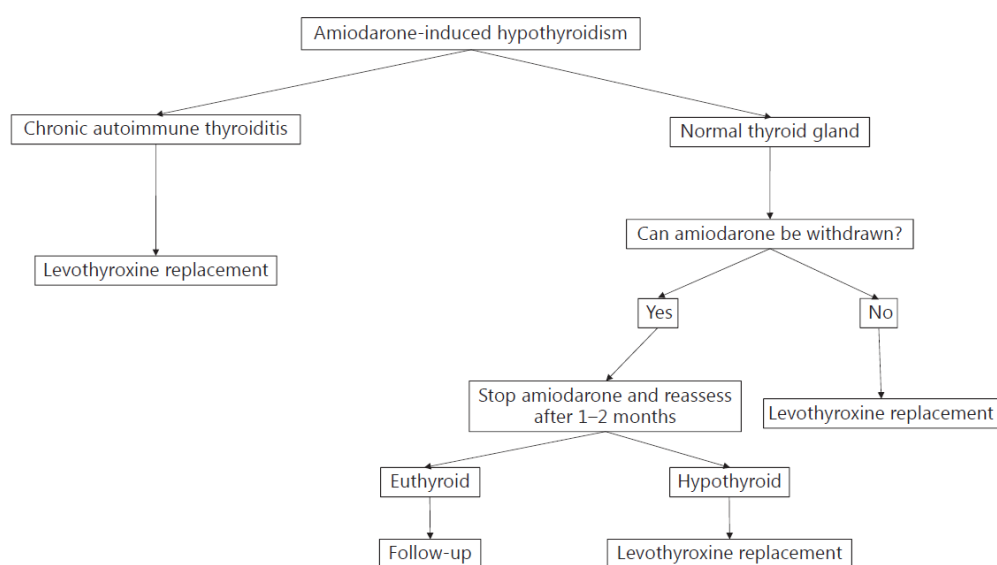 Amiodarone-induced hypothyroidism
Chronic autoimmune thyroiditis
Normal thyroid gland
Can amiodarone be withdrawn?
Levothyroxine replacement
Yes
No
Stop amiodarone and reassess
after 1–2 months
Levothyroxine replacement
Euthyroid
Hypothyroid
Follow-up
Levothyroxine replacement